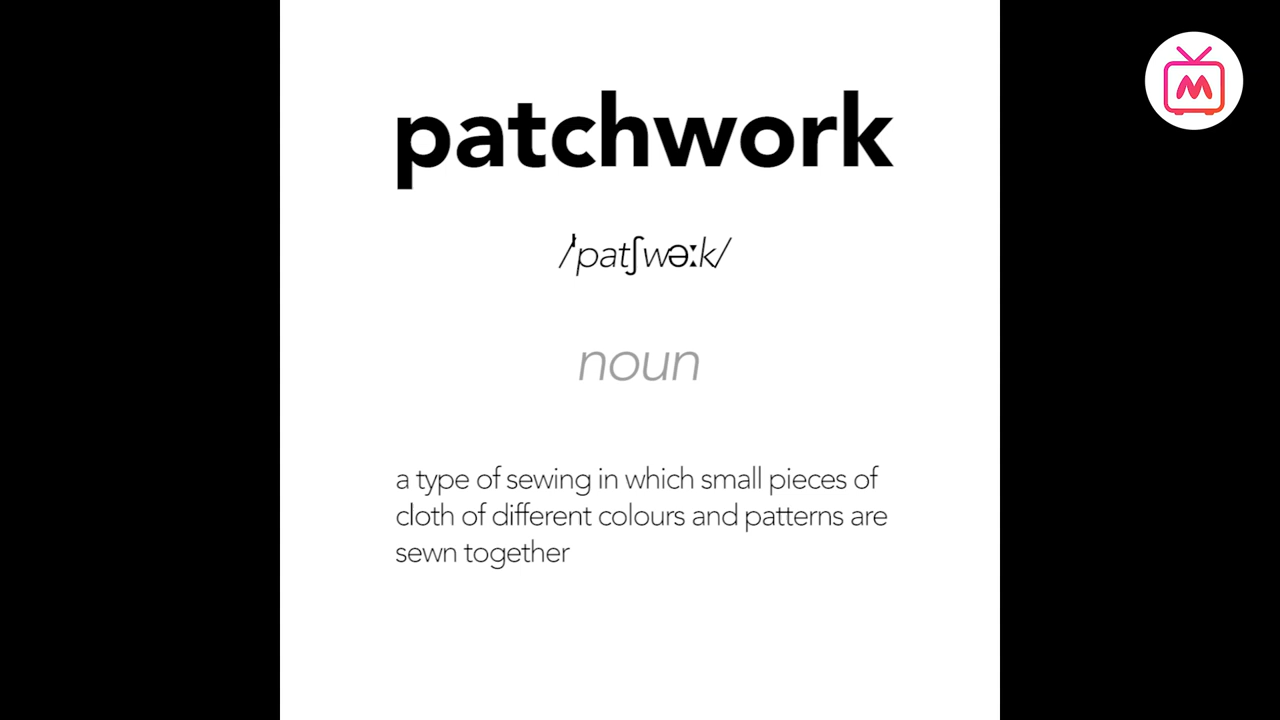 patchwork
/ˈpatʃwəːk/
noun
a type of sewing in which small pieces of
cloth of different colours and patterns are
sewn together